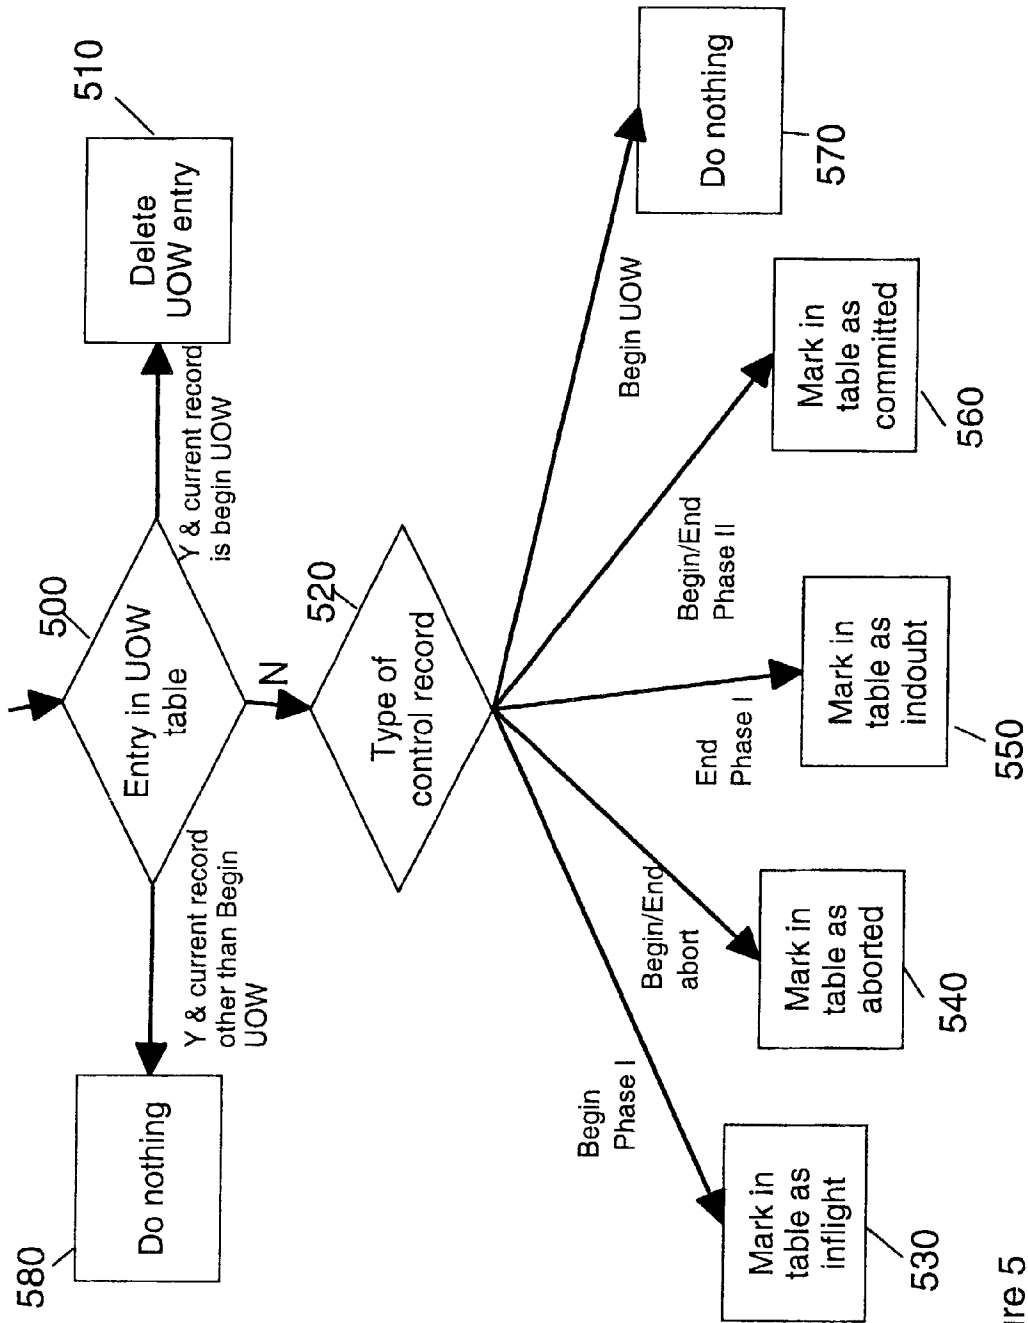 580
500
510
Do nothing
Entry in UOW
table
Delete
UOW entry
Y & current record
other than Begin
UOW
Y & current record
is begin UOW
N
520
Type of
control record
Begin
Phase I
Begin/End
abort
End
Phase I
Begin/End
Phase II
Begin UOW
Mark in
table as
inflight
530
Mark in
table as
aborted
540
Mark in
table as
indoubt
550
Mark in
table as
committed
560
Do nothing
570
ure 5